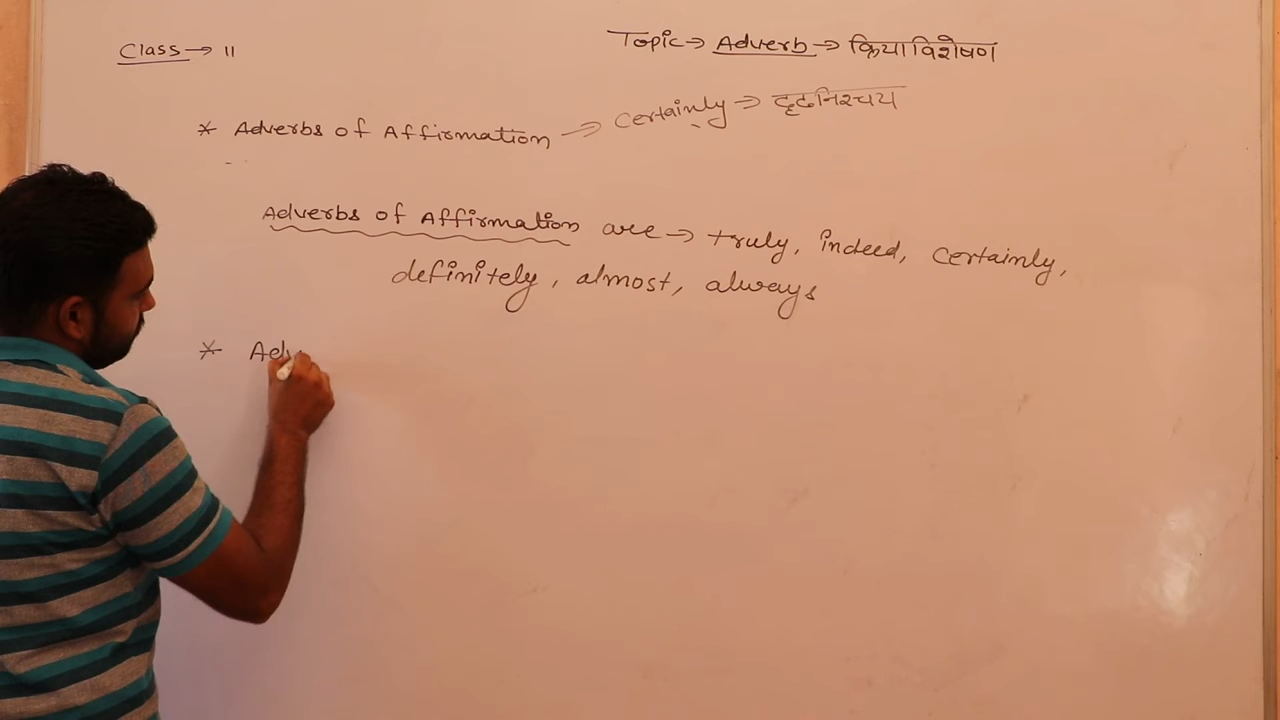 Class → 11
Topic → Adverb → क्रियाविशेषण
* Adverbs of Affirmation → Certainly → दृढनिश्चय
Adverbs of Affirmation are → truly, indeed, certainly,
definitely, almost, always
* Adv